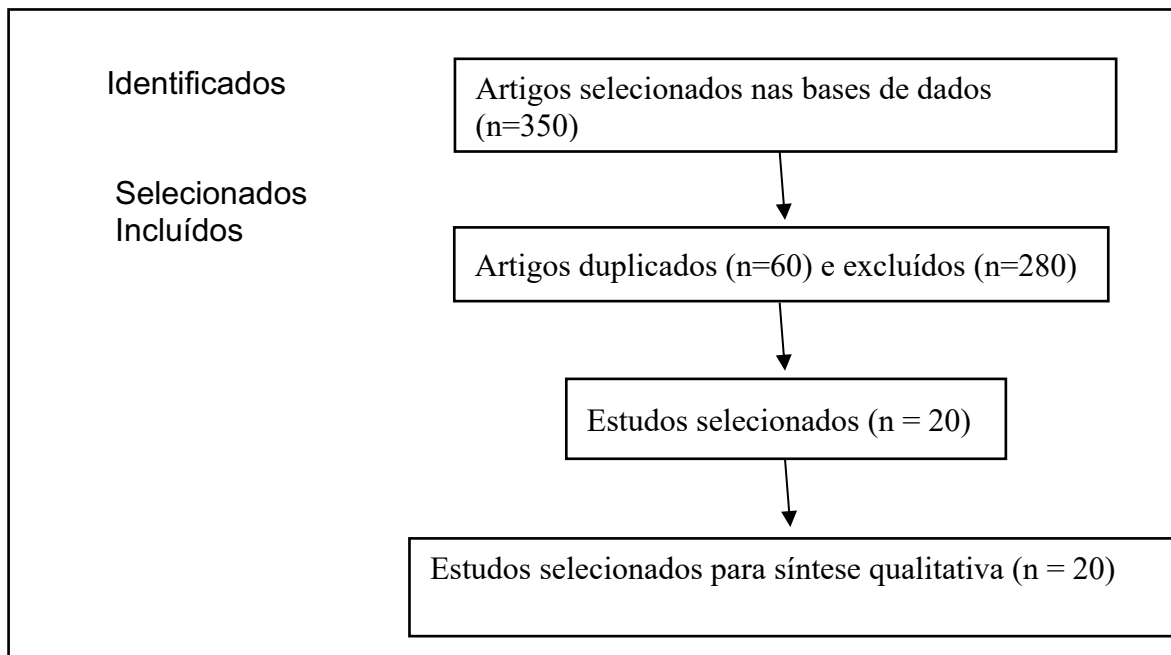 Identificados
Artigos selecionados nas bases de dados
(n=350)
Selecionados
Incluídos
Artigos duplicados (n=60) e excluídos (n=280)
Estudos selecionados (n = 20)
Estudos selecionados para síntese qualitativa (n = 20)